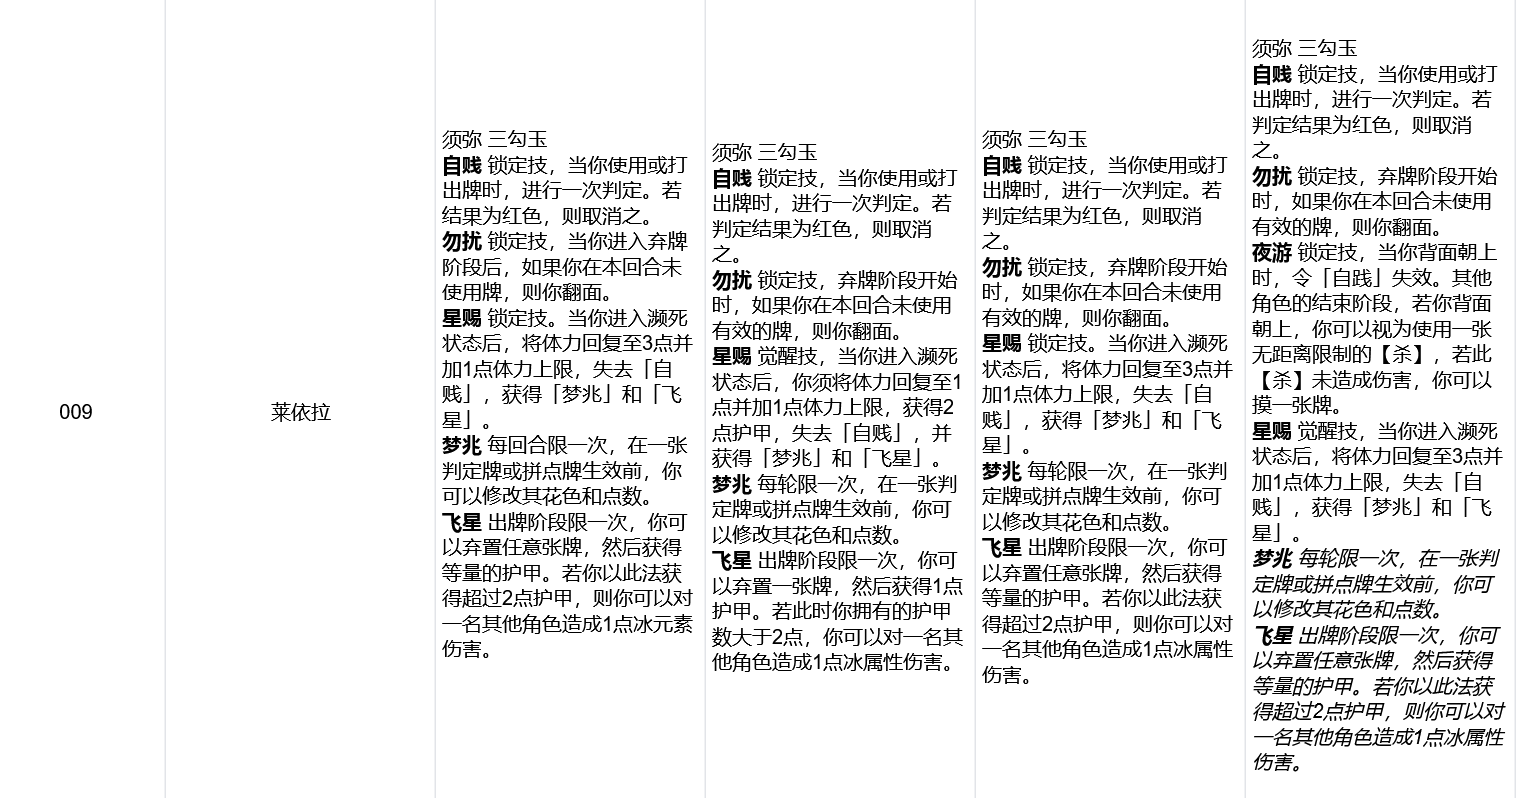 009
莱依拉
须弥 三勾玉
自贱 锁定技，当你使用或打
出牌时，进行一次判定。若
结果为红色，则取消之。
勿扰 锁定技，当你进入弃牌
阶段后，如果你在本回合未
使用牌，则你翻面。
星赐 锁定技。当你进入濒死
状态后，将体力回复至3点并
加1点体力上限，失去「自
贱」，获得「梦兆」和「飞
星」。
梦兆 每回合限一次，在一张
判定牌或拼点牌生效前，你
可以修改其花色和点数。
飞星 出牌阶段限一次，你可
以弃置任意张牌，然后获得
等量的护甲。若你以此法获
得超过2点护甲，则你可以对
一名其他角色造成1点冰元素
伤害。
须弥 三勾玉
自贱 锁定技，当你使用或打
出牌时，进行一次判定。若
判定结果为红色，则取消
之。
勿扰 锁定技，弃牌阶段开始
时，如果你在本回合未使用
有效的牌，则你翻面。
星赐 觉醒技，当你进入濒死
状态后，你须将体力回复至1
点并加1点体力上限，获得2
点护甲，失去「自贱」，并
获得「梦兆」和「飞星」。
梦兆 每轮限一次，在一张判
定牌或拼点牌生效前，你可
以修改其花色和点数。
飞星 出牌阶段限一次，你可
以弃置一张牌，然后获得1点
护甲。若此时你拥有的护甲
数大于2点，你可以对一名其
他角色造成1点冰属性伤害。
须弥 三勾玉
自贱 锁定技，当你使用或打
出牌时，进行一次判定。若
判定结果为红色，则取消
之。
勿扰 锁定技，弃牌阶段开始
时，如果你在本回合未使用
有效的牌，则你翻面。
星赐 锁定技。当你进入濒死
状态后，将体力回复至3点并
加1点体力上限，失去「自
贱」，获得「梦兆」和「飞
星」。
梦兆 每轮限一次，在一张判
定牌或拼点牌生效前，你可
以修改其花色和点数。
飞星 出牌阶段限一次，你可
以弃置任意张牌，然后获得
等量的护甲。若你以此法获
得超过2点护甲，则你可以对
一名其他角色造成1点冰属性
伤害。
须弥 三勾玉
自贱 锁定技，当你使用或打
出牌时，进行一次判定。若
判定结果为红色，则取消
之。
勿扰 锁定技，弃牌阶段开始
时，如果你在本回合未使用
有效的牌，则你翻面。
夜游 锁定技，当你背面朝上
时，令「自践」失效。其他
角色的结束阶段，若你背面
朝上，你可以视为使用一张
无距离限制的【杀】，若此
【杀】未造成伤害，你可以
摸一张牌。
星赐 觉醒技，当你进入濒死
状态后，将体力回复至3点并
加1点体力上限，失去「自
贱」，获得「梦兆」和「飞
星」。
梦兆 每轮限一次，在一张判
定牌或拼点牌生效前，你可
以修改其花色和点数。
飞星 出牌阶段限一次，你可
以弃置任意张牌，然后获得
等量的护甲。若你以此法获
得超过2点护甲，则你可以对
一名其他角色造成1点冰属性
伤害。